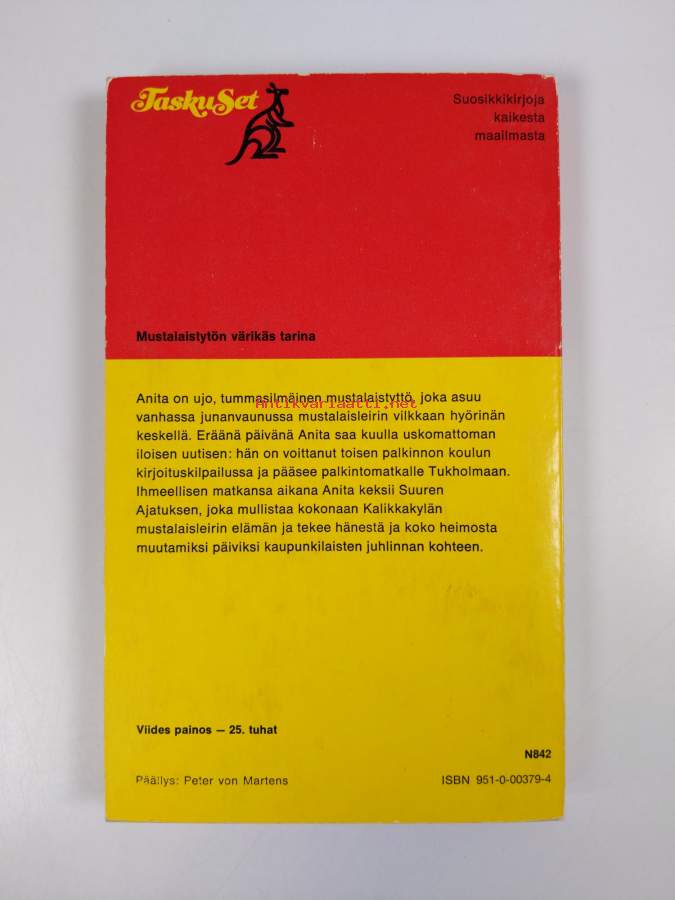 TaskuSet
Suosikkikirjoja
kaikesta
maailmasta
Mustalaistytön värikäs tarina
Anita on ujo, tummasilmäinen mustalaistyttö, joka asuu
Antikvariaatti.net
vanhassa junanvaunussa mustalaisleirin vilkkaan hyörinän
keskellä. Eräänä päivänä Anita saa kuulla uskomattoman
iloisen uutisen: hän on voittanut toisen palkinnon koulun
kirjoituskilpailussa ja pääsee palkintomatkalle Tukholmaan.
Ihmeellisen matkansa aikana Anita keksii Suuren
Ajatuksen, joka mullistaa kokonaan Kalikkakylän
mustalaisleirin elämän ja tekee hänestä ja koko heimosta
muutamiksi päiviksi kaupunkilaisten juhlinnan kohteen.
Viides painos – 25. tuhat
N842
Päällys: Peter von Martens
ISBN 951-0-00379-4